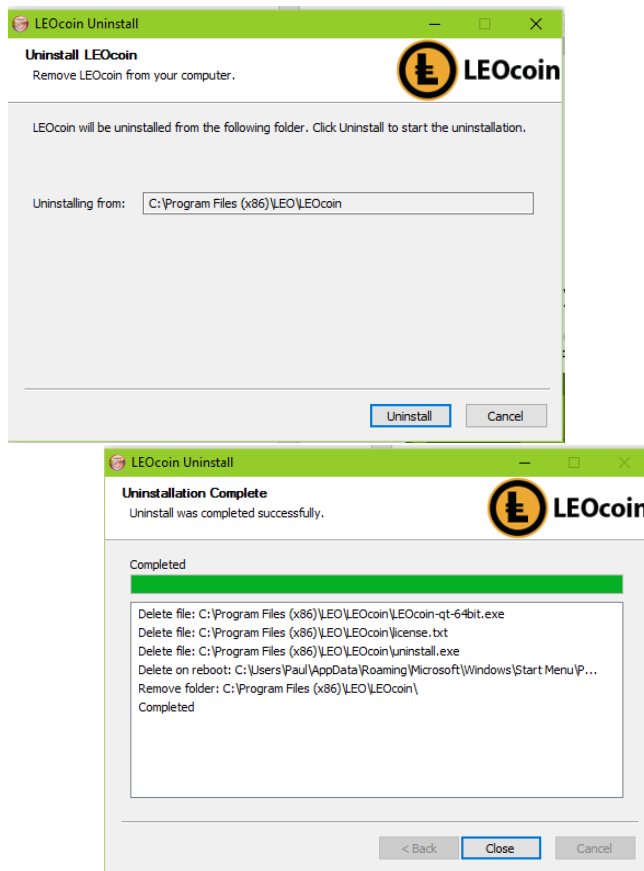 LEOcoin Uninstall
Uninstall LEOcoin
Remove LEOcoin from your computer.
LEOcoin
LEOcoin will be uninstalled from the following folder. Click Uninstall to start the uninstallation.
Uninstalling from: C:\Program Files (x86)\LEO\LEOcoin
Uninstall Cancel
LEOcoin Uninstall
Uninstallation Complete
Uninstall was completed successfully.
LEOcoin
Completed
Delete file: C:\Program Files (x86)\LEO\LEOcoin\LEOcoin-qt-64bit.exe
Delete file: C:\Program Files (x86)\LEO\LEOcoin\license.txt
Delete file: C:\Program Files (x86)\LEO\LEOcoin\uninstall.exe
Delete on reboot: C:\Users\Paul\AppData\Roaming\Microsoft\Windows\Start Menu\P...
Remove folder: C:\Program Files (x86)\LEO\LEOcoin\
Completed
< Back Close Cancel